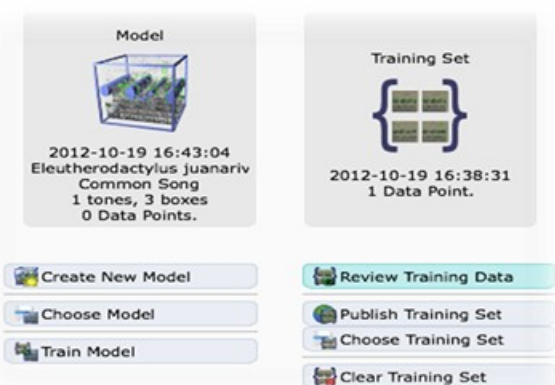 Model
2012-10-19 16:43:04
Eleutherodactylus juanariv
Common Song
1 tones, 3 boxes
0 Data Points.
Create New Model
Choose Model
Train Model
Training Set
2012-10-19 16:38:31
1 Data Point.
Review Training Data
Publish Training Set
Choose Training Set
Clear Training Set